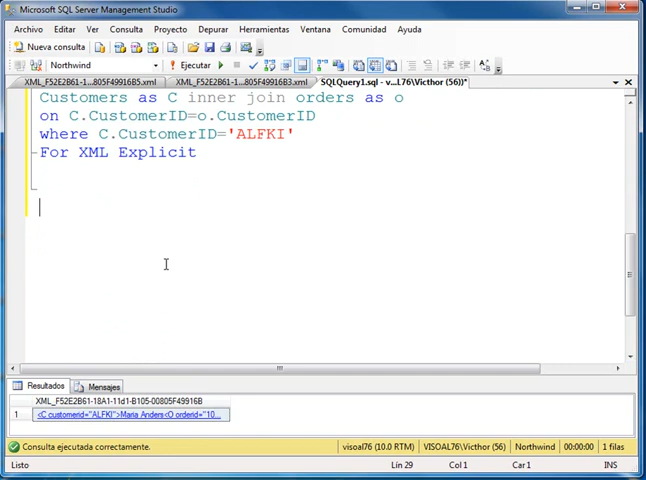 Microsoft SQL Server Management Studio
Archivo Editar Ver Consulta Proyecto Depurar Herramientas Ventana Comunidad Ayuda
Nueva consulta
Northwind Ejecutar
XML_F52E2B61-1...805F49916B5.xml XML_F52E2B61-1...805F49916B3.xml SQLQuery1.sql - v...L76\Victhor (56))*
Customers as C inner join orders as o
on C.CustomerID=o.CustomerID
where C.CustomerID='ALFKI'
For XML Explicit
Resultados Mensajes
XML_F52E2B61-18A1-11d1-B105-00805F49916B
1 <C customerid="ALFKI">Maria Anders<O orderid="10...
Consulta ejecutada correctamente. visoal76 (10.0 RTM) VISOAL76\Victhor (56) Northwind 00:00:00 1 filas
Listo Lín 29 Col 1 Car 1 INS